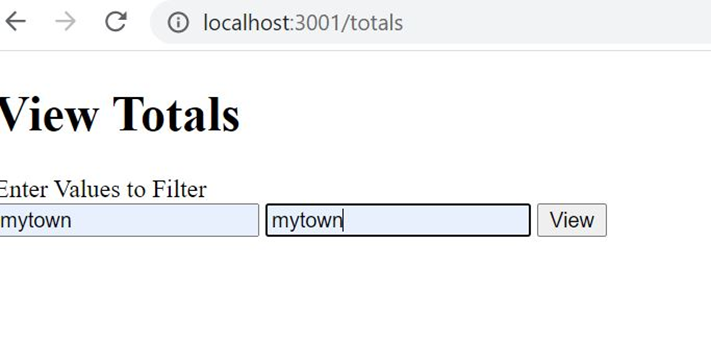 localhost:3001/totals
View Totals
Enter Values to Filter
mytown mytown View